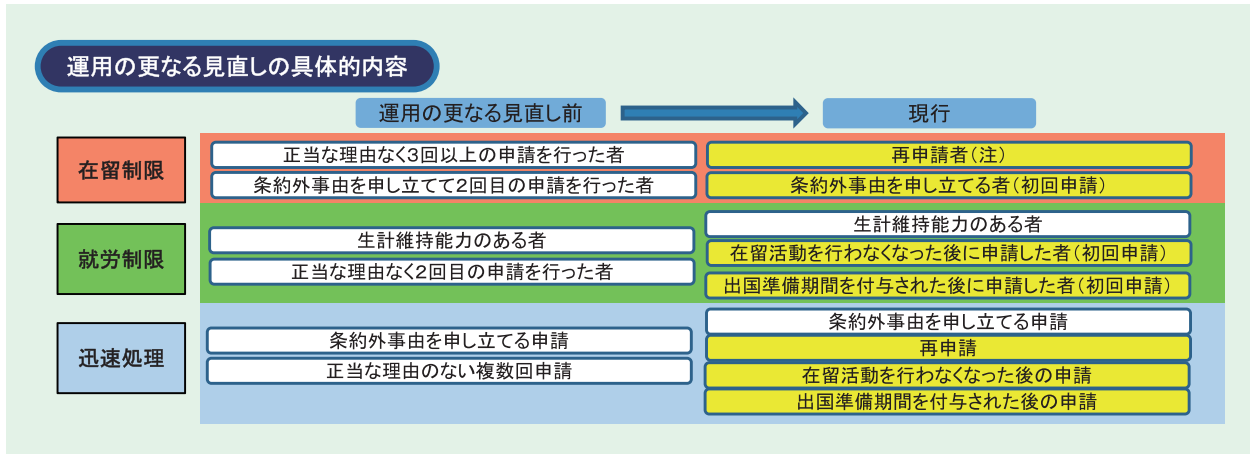 運用の更なる見直しの具体的内容
運用の更なる見直し前
現行
在留制限
正当な理由なく3回以上の申請を行った者
条約外事由を申し立てて2回目の申請を行った者
再申請者(注)
条約外事由を申し立てる者(初回申請)
就労制限
生計維持能力のある者
正当な理由なく2回目の申請を行った者
生計維持能力のある者
在留活動を行わなくなった後に申請した者(初回申請)
出国準備期間を付与された後に申請した者(初回申請)
迅速処理
条約外事由を申し立てる申請
正当な理由のない複数回申請
条約外事由を申し立てる申請
再申請
在留活動を行わなくなった後の申請
出国準備期間を付与された後の申請